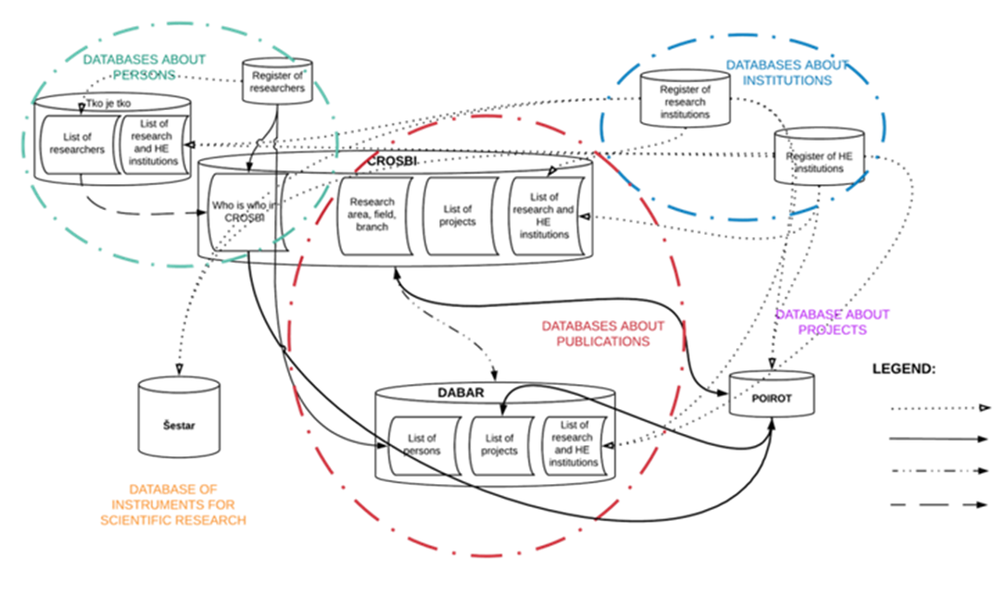 DATABASES ABOUT
PERSONS
Register of
researchers
Tko je tko
List of
researchers
List of
research
and HE
institutions
DATABASES ABOUT
INSTITUTIONS
Register of
research
institutions
Register of HE
institutions
CROSBI
Who is who in
CROSBI
Research
area, field,
branch
List of
projects
List of
research and
HE
institutions
DATABASES ABOUT
PUBLICATIONS
DATABASE ABOUT
PROJECTS
LEGEND:
Šestar
DATABASE OF
INSTRUMENTS FOR
SCIENTIFIC RESEARCH
DABAR
List of
persons
List of
projects
List of
research
and HE
institutions
POIROT